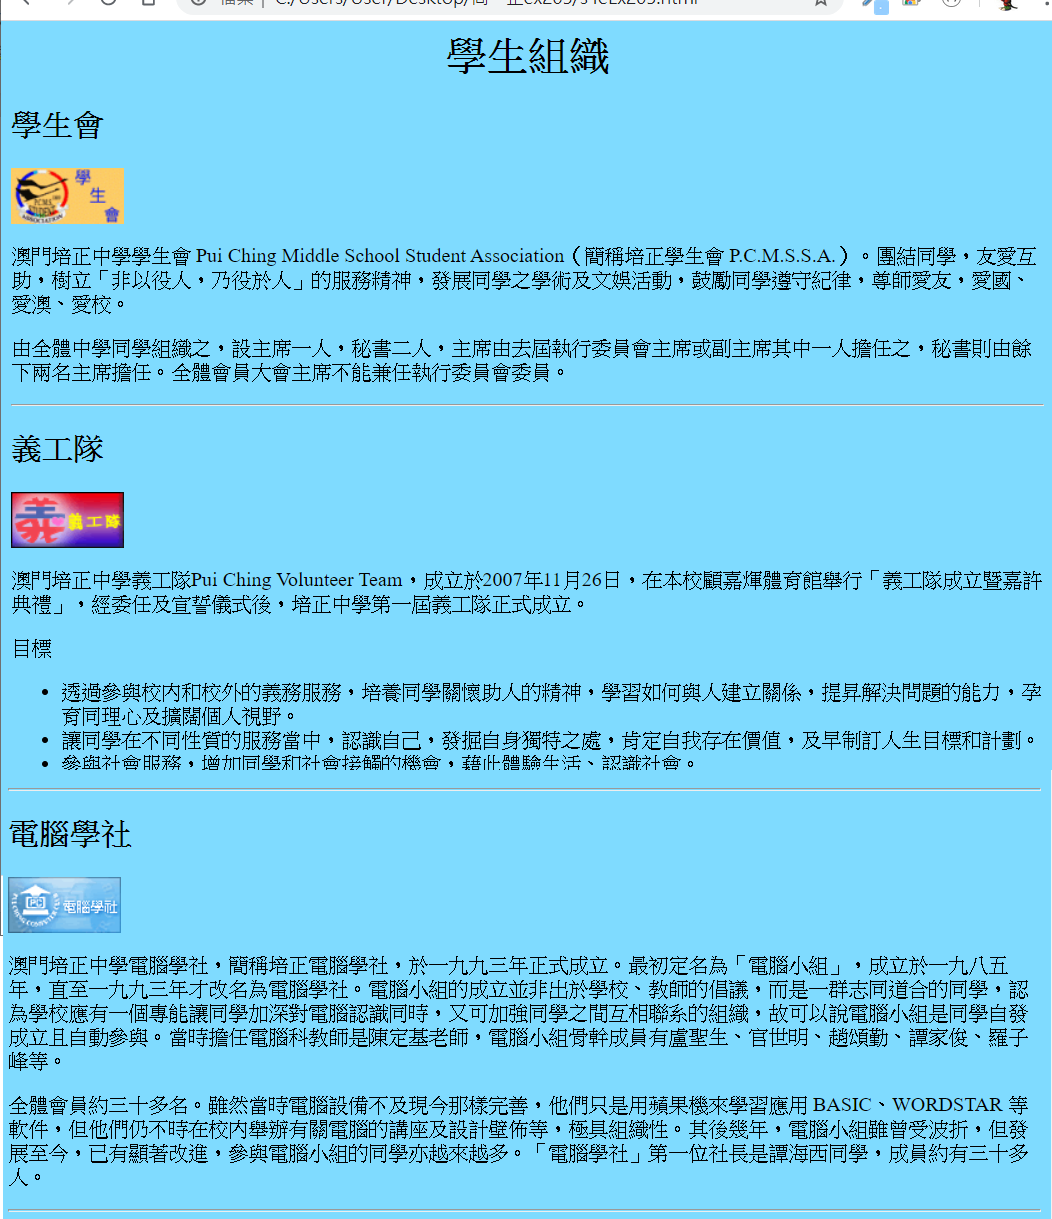 學生組織
學生會
學
生
會
澳門培正中學學生會 Pui Ching Middle School Student Association（簡稱培正學生會 P.C.M.S.S.A.）。團結同學，友愛互
助，樹立「非以役人，乃役於人」的服務精神，發展同學之學術及文娛活動，鼓勵同學遵守紀律，尊師愛友，愛國、
愛澳、愛校。
由全體中學同學組織之，設主席一人，秘書二人，主席由去屆執行委員會主席或副主席其中一人擔任之，秘書則由餘
下兩名主席擔任。全體會員大會主席不能兼任執行委員會委員。
義工隊
義 義工隊
澳門培正中學義工隊Pui Ching Volunteer Team，成立於2007年11月26日，在本校顧嘉煇體育館舉行「義工隊成立暨嘉許
典禮」，經委任及宣誓儀式後，培正中學第一屆義工隊正式成立。
目標
• 透過參與校内和校外的義務服務，培養同學關懷助人的精神，學習如何與人建立關係，提昇解決問題的能力，孕
育同理心及擴闊個人視野。
• 讓同學在不同性質的服務當中，認識自己，發掘自身獨特之處，肯定自我存在價值，及早制訂人生目標和計劃。
• 參與社會服務，增加同學和社會接觸的機會，藉此體驗生活、認識社會。
電腦學社
PC 電腦學社
澳門培正中學電腦學社，簡稱培正電腦學社，於一九九三年正式成立。最初定名為「電腦小組」，成立於一九八五
年，直至一九九三年才改名為電腦學社。電腦小組的成立並非出於學校、教師的倡議，而是一群志同道合的同學，認
為學校應有一個專能讓同學加深對電腦認識同時，又可加強同學之間互相聯系的組織，故可以說電腦小組是同學自發
成立且自動參與。當時擔任電腦科教師是陳定基老師，電腦小組骨幹成員有盧聖生、官世明、趙頌勤、譚家俊、羅子
峰等。
全體會員約三十多名。雖然當時電腦設備不及現今那樣完善，他們只是用蘋果機來學習應用 BASIC、WORDSTAR 等
軟件，但他們仍不時在校内舉辦有關電腦的講座及設計壁佈等，極具組織性。其後幾年，電腦小組雖曾受波折，但發
展至今，已有顯著改進，參與電腦小組的同學亦越來越多。「電腦學社」第一位社長是譚海西同學，成員約有三十多
人。